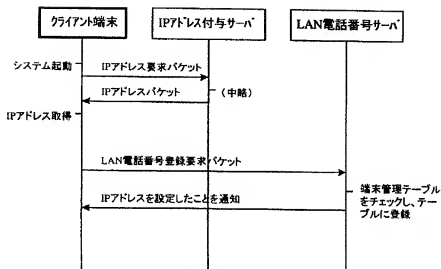 クライアント端末
IPアドレス付与サーバ
LAN電話番号サーバ
システム起動
IPアドレス要求パケット
IPアドレスパケット
（中略）
IPアドレス取得
LAN電話番号登録要求パケット
端末管理テーブル
をチェックし、テー
ブルに登録
IPアドレスを設定したことを通知